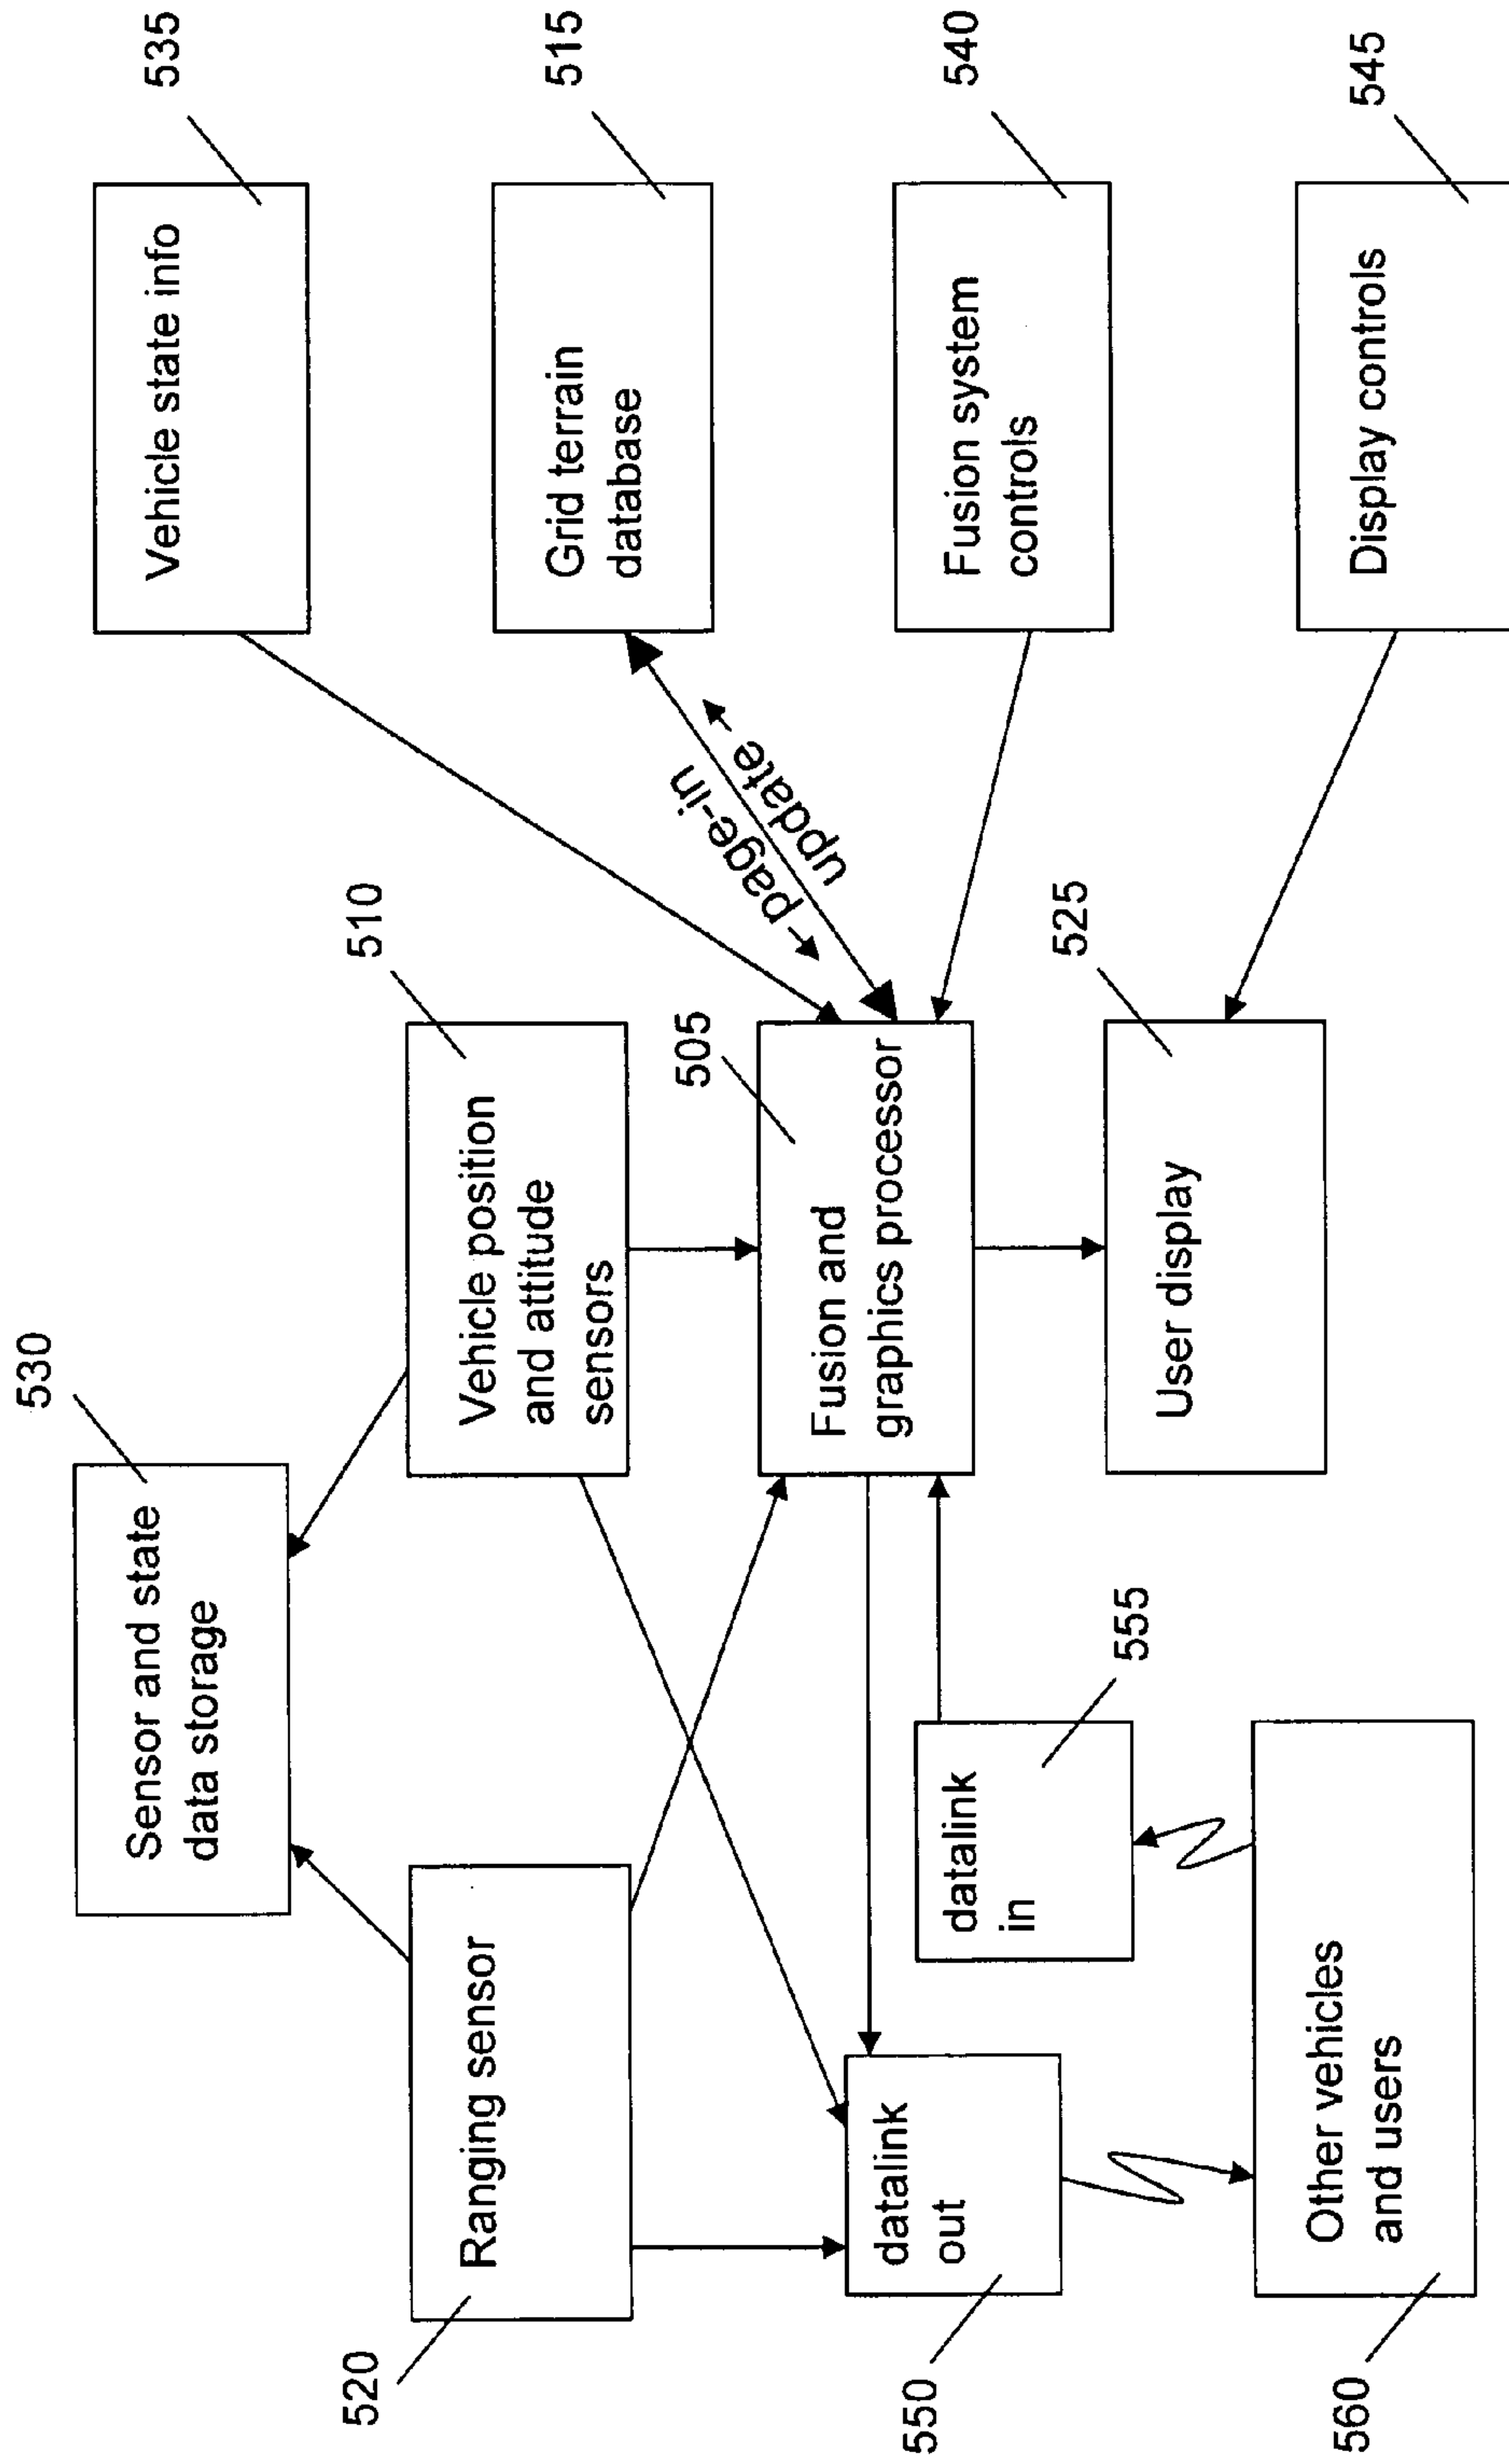 530
Sensor and state
data storage
535
Vehicle state info
520
Ranging sensor
510
Vehicle position
and attitude
sensors
515
Grid terrain
database
505
Fusion and
graphics processor
page-in
update
540
Fusion system
controls
550
datalink
out
555
datalink
in
525
User display
545
Display controls
560
Other vehicles
and users